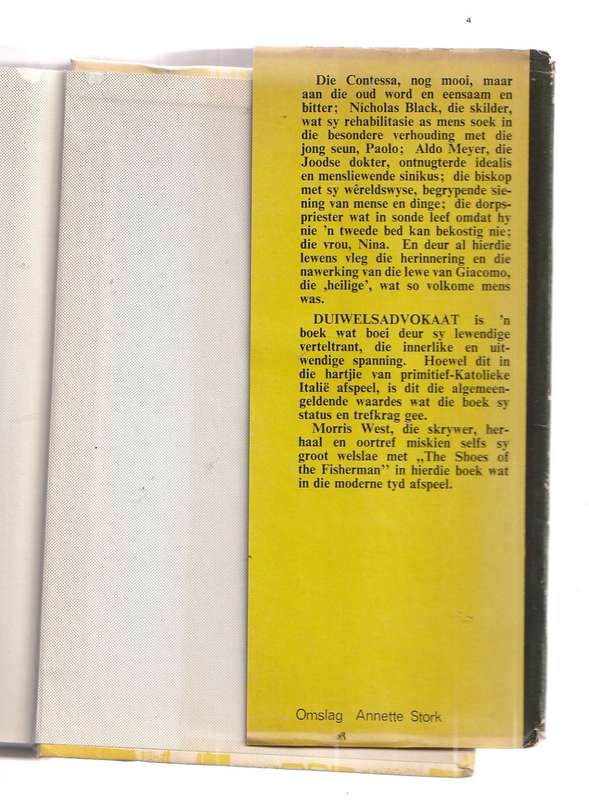 4
Die Contessa, nog mooi, maar
aan die oud word en eensaam en
bitter; Nicholas Black, die skilder,
wat sy rehabilitasie as mens soek in
die besondere verhouding met die
jong seun, Paolo; Aldo Meyer, die
Joodse dokter, ontnugterde idealis
en mensliewende sinikus; die biskop
met sy wêreldswyse, begrypende sie-
ning van mense en dinge; die dorps-
priester wat in sonde leef omdat hy
nie 'n tweede bed kan bekostig nie;
die vrou, Nina. En deur al hierdie
lewens vleg die herinnering en die
nawerking van die lewe van Giacomo,
die ‚heilige', wat so volkome mens
was.
DUIWELSADVOKAAT is 'n
boek wat boei deur sy lewendige
verteltrant, die innerlike en uit-
wendige spanning. Hoewel dit in
die hartjie van primitief-Katolieke
Italië afspeel, is dit die algemeen-
geldende waardes wat die boek sy
status en trefkrag gee.
Morris West, die skrywer, her-
haal en oortref miskien selfs sy
groot welslae met „The Shoes of
the Fisherman" in hierdie boek wat
in die moderne tyd afspeel.
Omslag Annette Stork